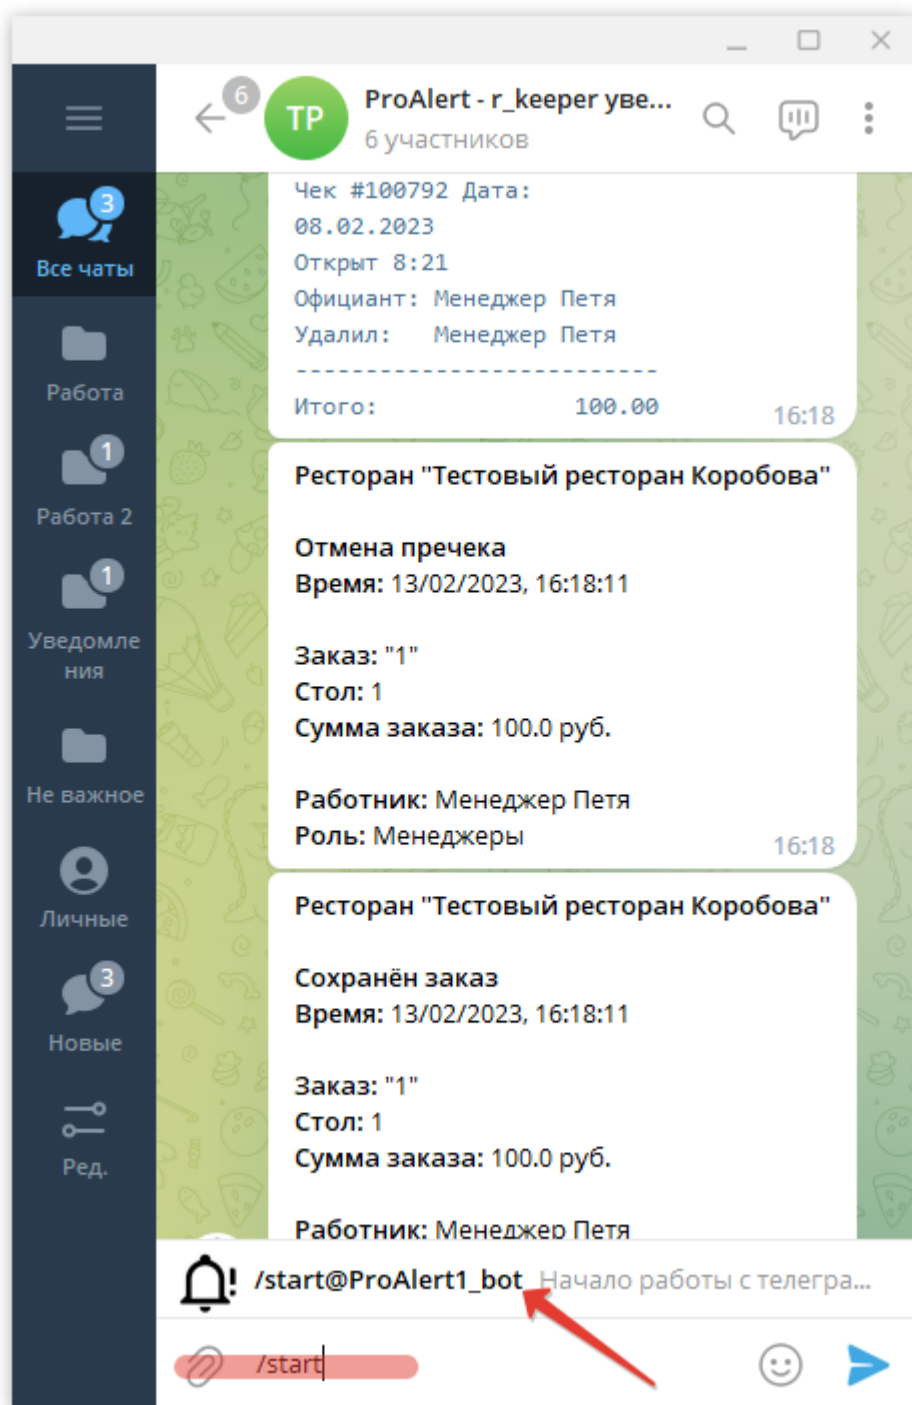 6
TP
ProAlert - r_keeper уве...
6 участников
3
Все чаты
Работа
1
Работа 2
1
Уведомле
ния
Не важное
Личные
3
Новые
Ред.
Чек #100792 Дата:
08.02.2023
Открыт 8:21
Официант: Менеджер Петя
Удалил: Менеджер Петя
--------------------------
Итого: 100.00
16:18
Ресторан "Тестовый ресторан Коробова"
Отмена пречека
Время: 13/02/2023, 16:18:11
Заказ: "1"
Стол: 1
Сумма заказа: 100.0 руб.
Работник: Менеджер Петя
Роль: Менеджеры
16:18
Ресторан "Тестовый ресторан Коробова"
Сохранён заказ
Время: 13/02/2023, 16:18:11
Заказ: "1"
Стол: 1
Сумма заказа: 100.0 руб.
Работник: Менеджер Петя
/start@ProAlert1_bot Начало работы с телегра...
/start